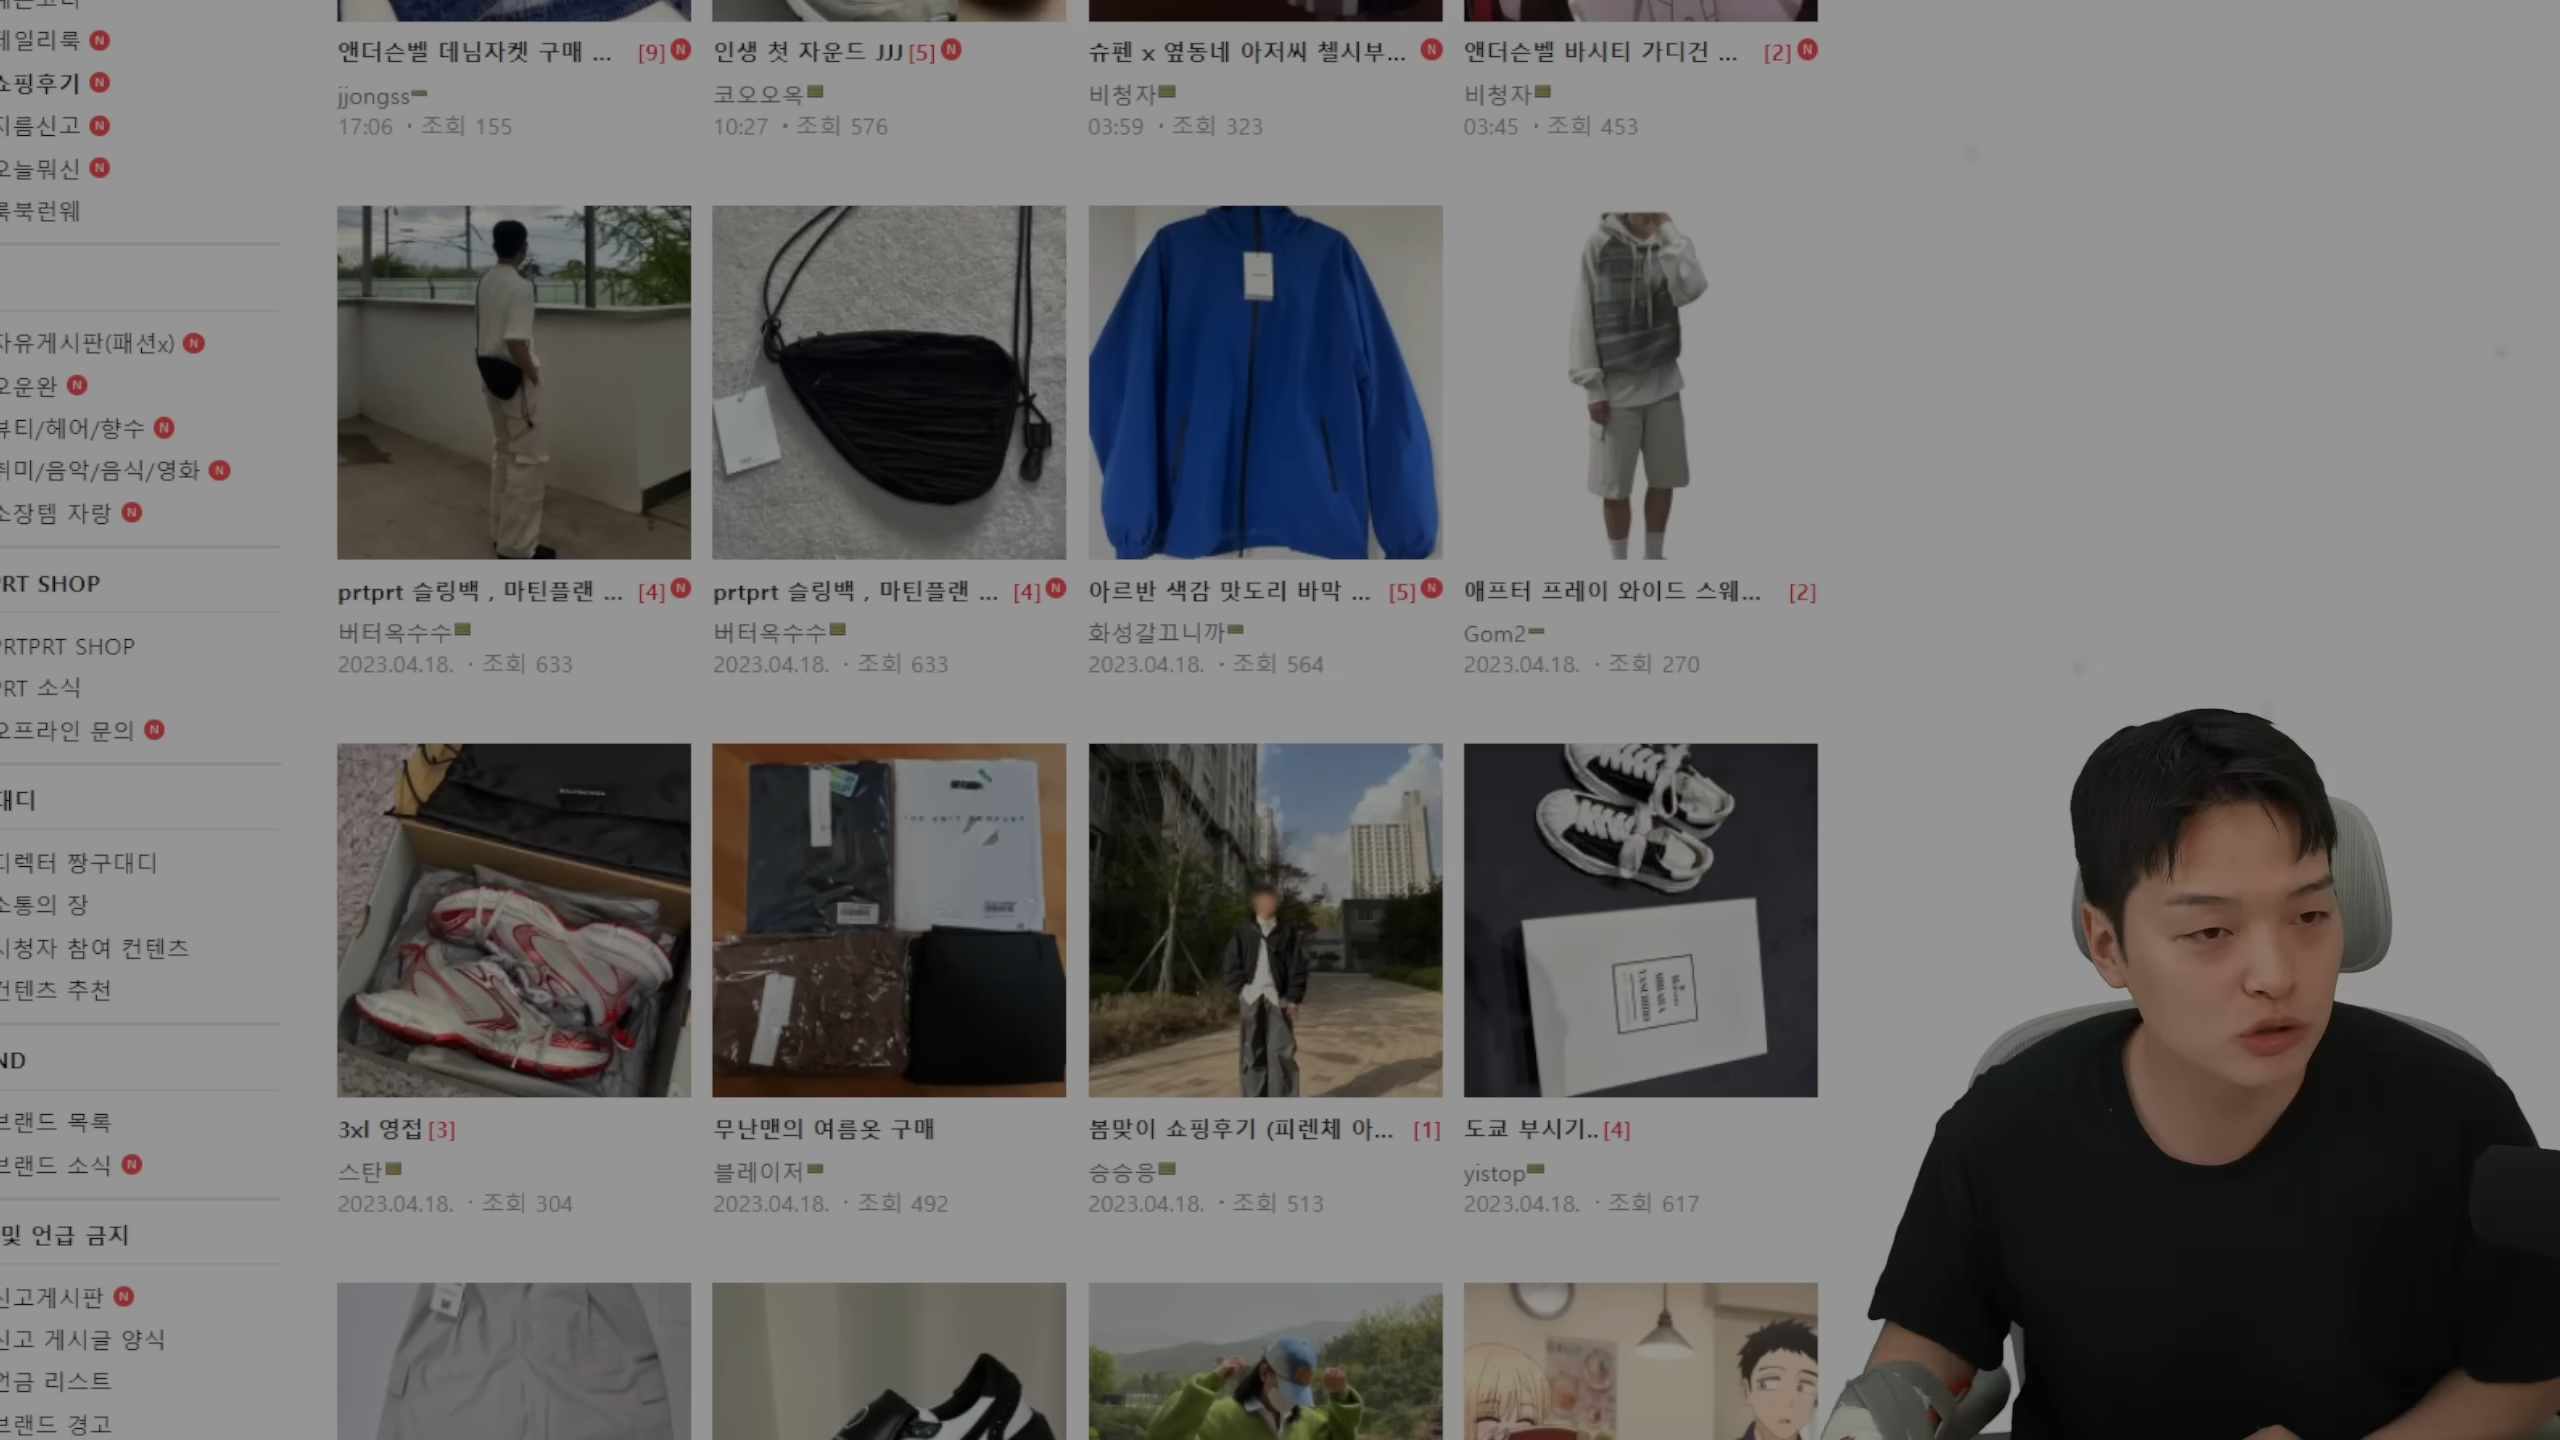 데일리룩 N
쇼핑후기 N
지름신고 N
오늘뭐신 N
룩북런웨
자유게시판(패션x) N
오운완 N
뷰티/헤어/향수 N
취미/음악/음식/영화 N
소장템 자랑 N
RT SHOP
PRTPRT SHOP
PRT 소식
오프라인 문의 N
대디
디렉터 짱구대디
소통의 장
시청자 참여 컨텐츠
컨텐츠 추천
ND
브랜드 목록
브랜드 소식 N
및 언급 금지
신고게시판 N
신고 게시글 양식
언금 리스트
브랜드 경고
앤더슨벨 데님자켓 구매 ... [9] N
jjongss
17:06 · 조회 155
인생 첫 자운드 JJJ [5] N
코오오옥
10:27 · 조회 576
슈펜 x 옆동네 아저씨 첼시부... N
비청자
03:59 · 조회 323
앤더슨벨 바시티 가디건 ... [2] N
비청자
03:45 · 조회 453
prtprt 슬링백 , 마틴플랜 ... [4] N
버터옥수수
2023.04.18. · 조회 633
prtprt 슬링백 , 마틴플랜 ... [4] N
버터옥수수
2023.04.18. · 조회 633
아르반 색감 맛도리 바막 ... [5] N
화성갈끄니까
2023.04.18. · 조회 564
애프터 프레이 와이드 스웨... [2]
Gom2
2023.04.18. · 조회 270
3xl 영접 [3]
스탄
2023.04.18. · 조회 304
무난맨의 여름옷 구매
블레이저
2023.04.18. · 조회 492
봄맞이 쇼핑후기 (피렌체 아... [1]
승승응
2023.04.18. · 조회 513
도쿄 부시기.. [4]
yistop
2023.04.18. · 조회 617